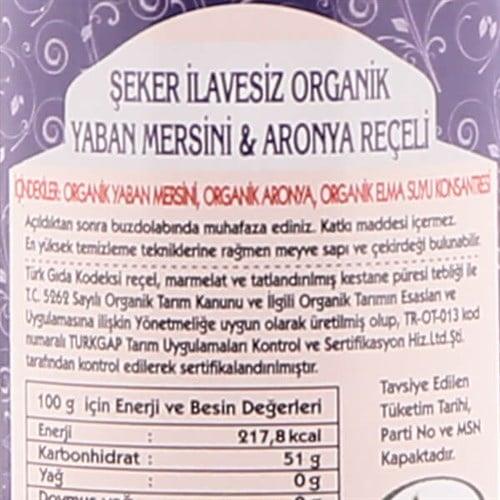 ŞEKER İLAVESİZ ORGANİK
YABAN MERSİNİ & ARONYA REÇELİ
İÇİNDEKİLER: ORGANİK YABAN MERSİNİ, ORGANİK ARONYA, ORGANİK ELMA SUYU KONSANTRESİ
Açıldıktan sonra buzdolabında muhafaza ediniz. Katkı maddesi içermez.
En yüksek temizleme tekniklerine rağmen meyve sapı ve çekirdeği bulunabilir.
Türk Gıda Kodeksi reçel, marmelat ve tatlandırılmış kestane püresi tebliği ile
T.C. 5262 Sayılı Organik Tarım Kanunu ve İlgili Organik Tarımın Esasları ve
Uygulamasına ilişkin Yönetmeliğe uygun olarak üretilmiş olup, TR-OT-013 kod
numaralı TURKGAP Tarım Uygulamaları Kontrol ve Sertifikasyon Hiz.Ltd.Şti.
tarafından kontrol edilerek sertifikalandırılmıştır.
100 g için Enerji ve Besin Değerleri
Enerji : 217,8 kcal
Karbonhidrat : 51 g
Yağ : 0 g
Tavsiye Edilen
Tüketim Tarihi,
Parti No ve MSN
Kapaktadır.